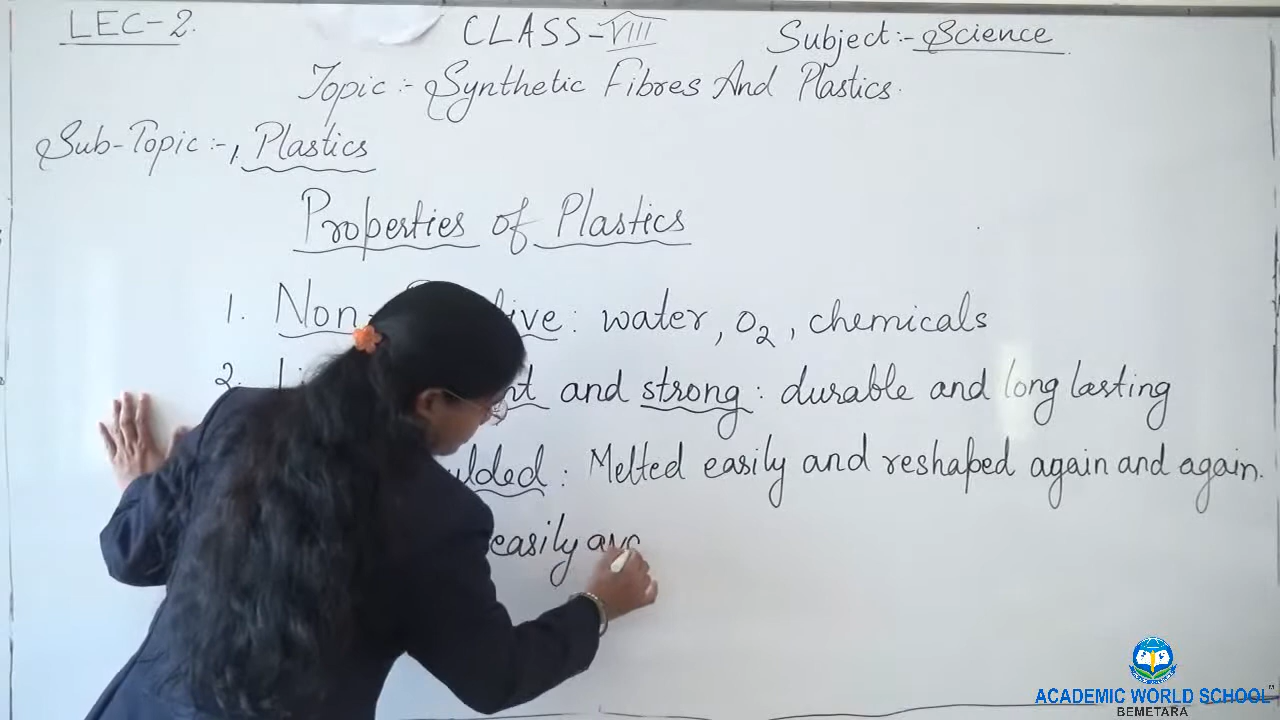 LEC-2.
CLASS-VIII
Subject:- Science
Topic:- Synthetic Fibres And Plastics.
Sub-Topic:-, Plastics
Properties of Plastics
1. Non- : water, O2, chemicals
2. and strong : durable and long lasting
: Melted easily and reshaped again and again.
easily
ACADEMIC WORLD SCHOOL
BEMETARA